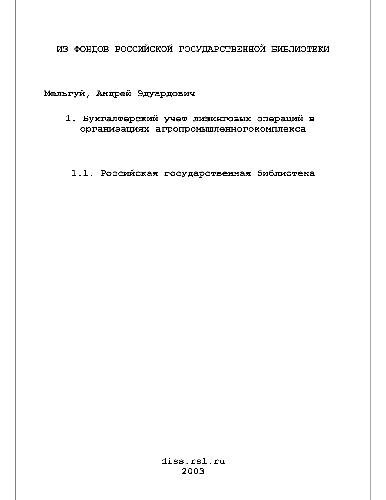 ИЗ ФОНДОВ РОССИЙСКОЙ ГОСУДАРСТВЕННОЙ БИБЛИОТЕКИ
Мельгуй, Андрей Эдуардович
1. Бухгалтерский учет лизинговых операций в
организациях агропромышленногокомплекса
1.1. Российская государственная библиотека
diss.rsl.ru
2003